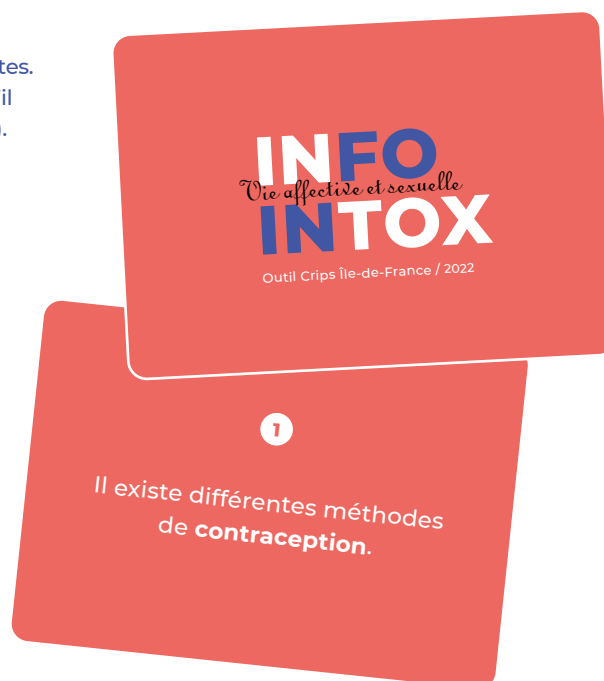 tes.
il
INFO
Vie affective et sexuelle
INTOX
Outil Crips Île-de-France / 2022
1
Il existe différentes méthodes
de contraception.